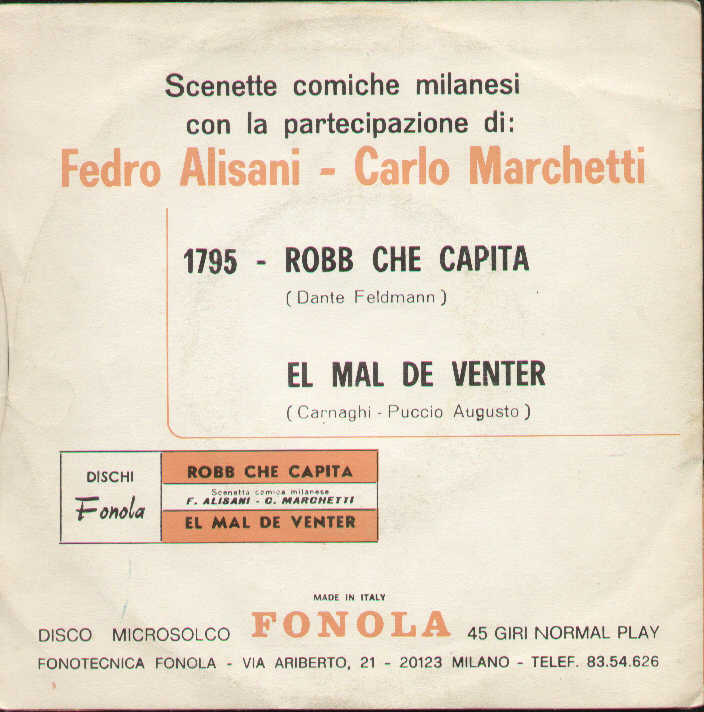 Scenette comiche milanesi
con la partecipazione di:
Fedro Alisani - Carlo Marchetti
1795 - ROBB CHE CAPITA
(Dante Feldmann)
EL MAL DE VENTER
(Carnaghi - Puccio Augusto)
DISCHI
Fonola
ROBB CHE CAPITA
Scenetta comica milanese
F. ALISANI - C. MARCHETTI
EL MAL DE VENTER
MADE IN ITALY
DISCO MICROSOLCO FONOLA 45 GIRI NORMAL PLAY
FONOTECNICA FONOLA - VIA ARIBERTO, 21 - 20123 MILANO - TELEF. 83.54.626